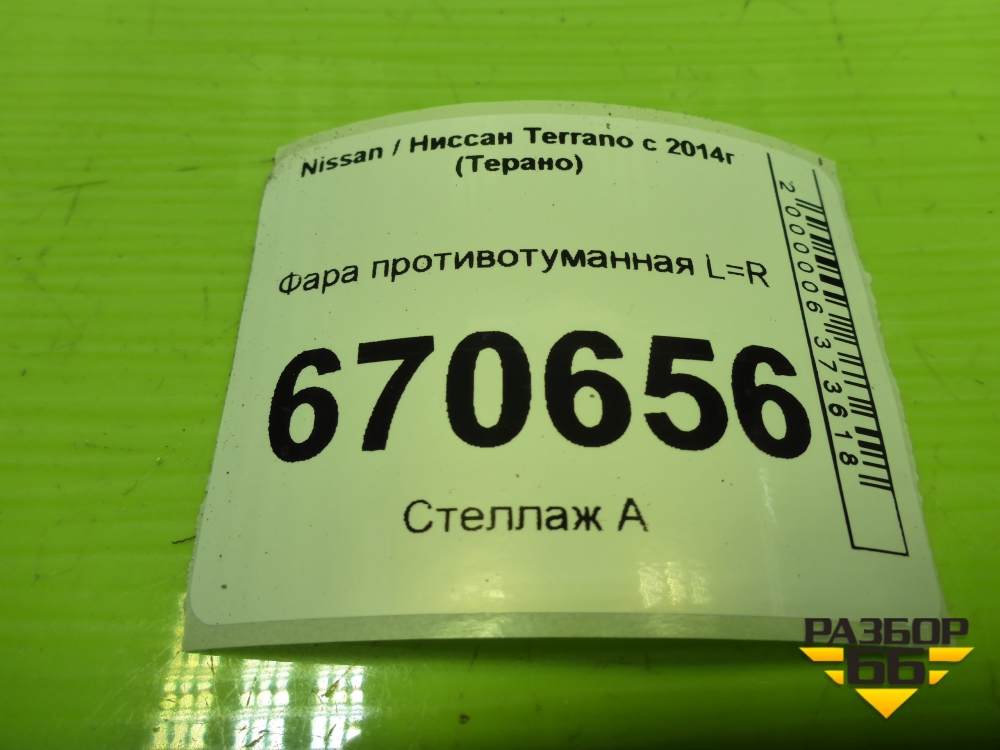 Nissan / Ниссан Terrano с 2014г
(Терано)
Фара противотуманная L=R
670656
Стеллаж А
2000006373618
РАЗБОР
66